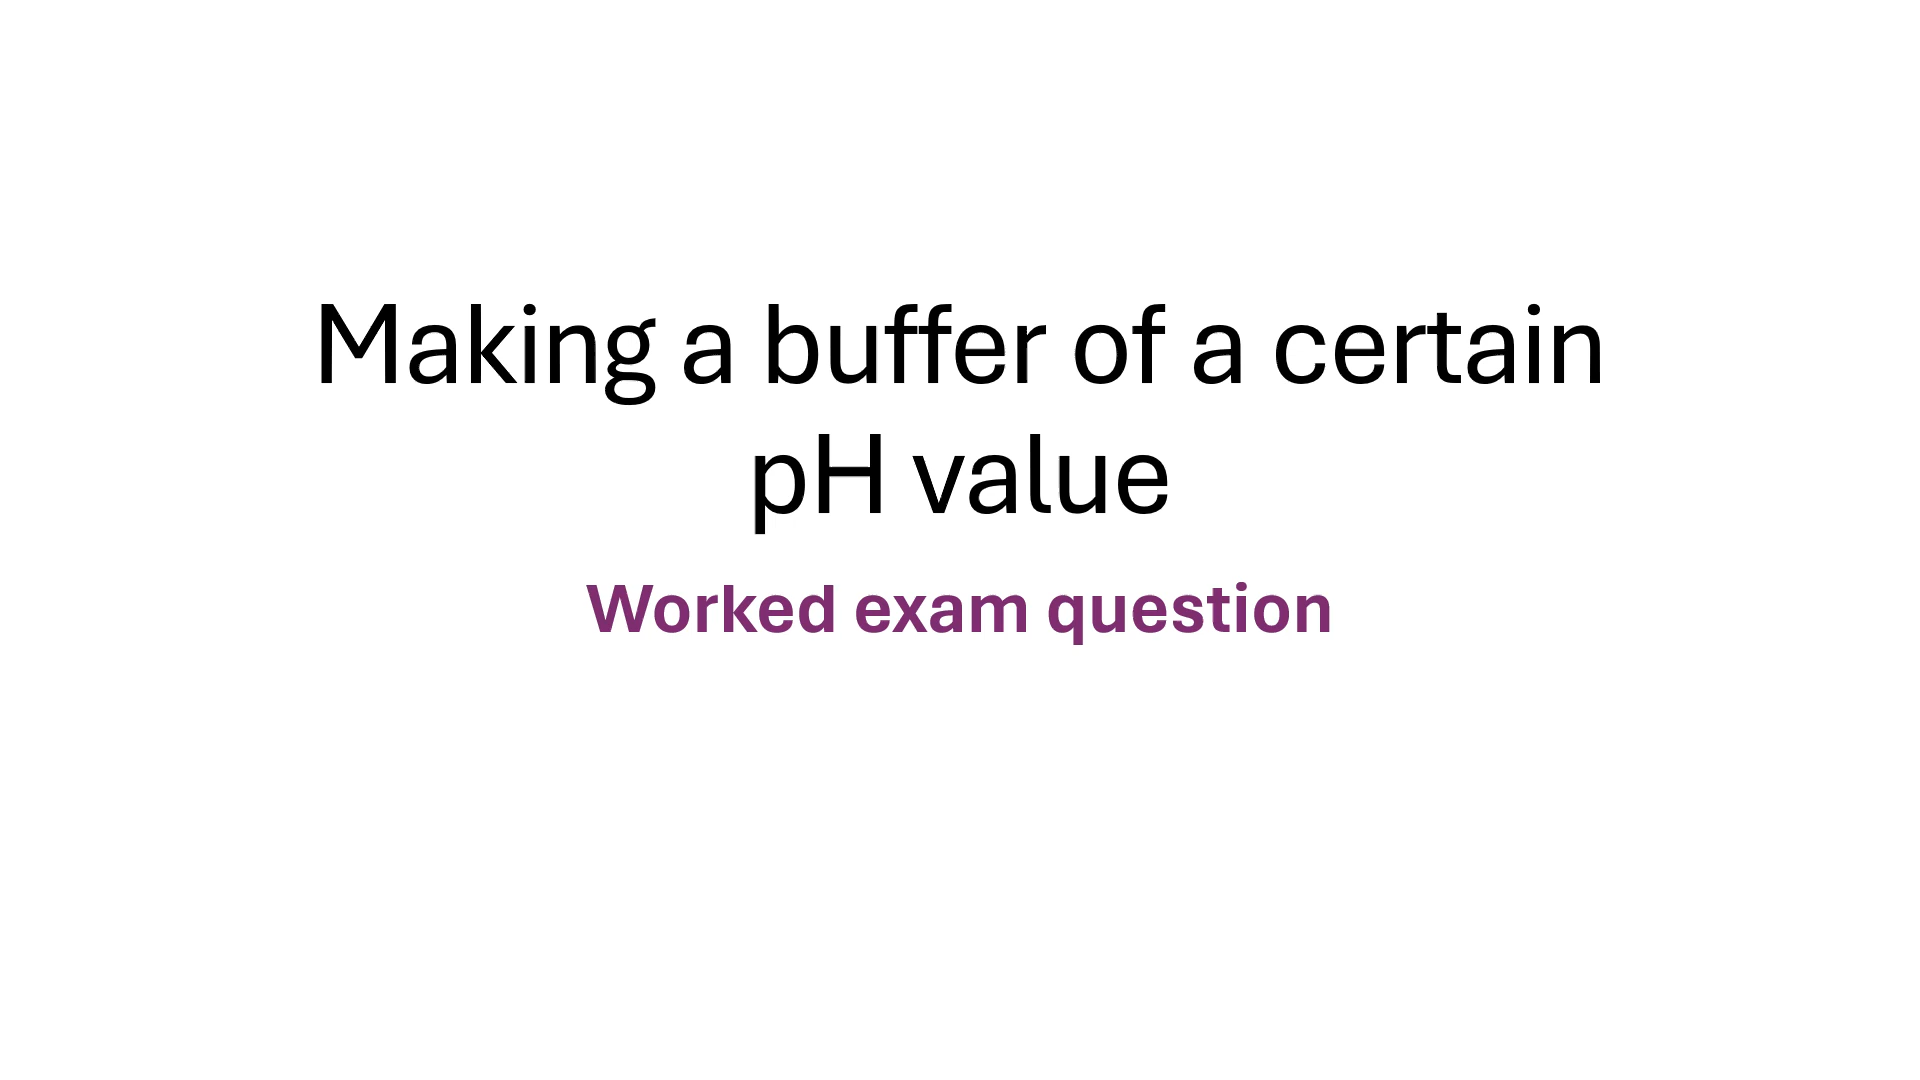 Making a buffer of a certain
pH value
Worked exam question